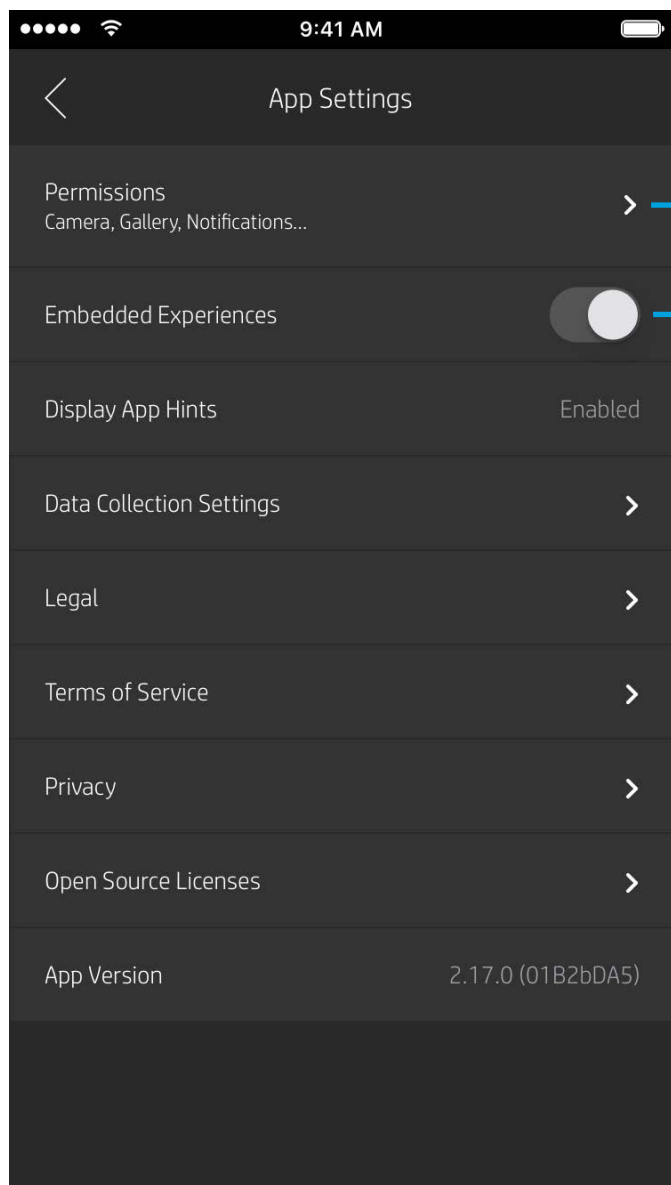 9:41 AM
App Settings
Permissions
Camera, Gallery, Notifications...
Embedded Experiences
Display App Hints Enabled
Data Collection Settings
Legal
Terms of Service
Privacy
Open Source Licenses
App Version 2.17.0 (01B2bDA5)